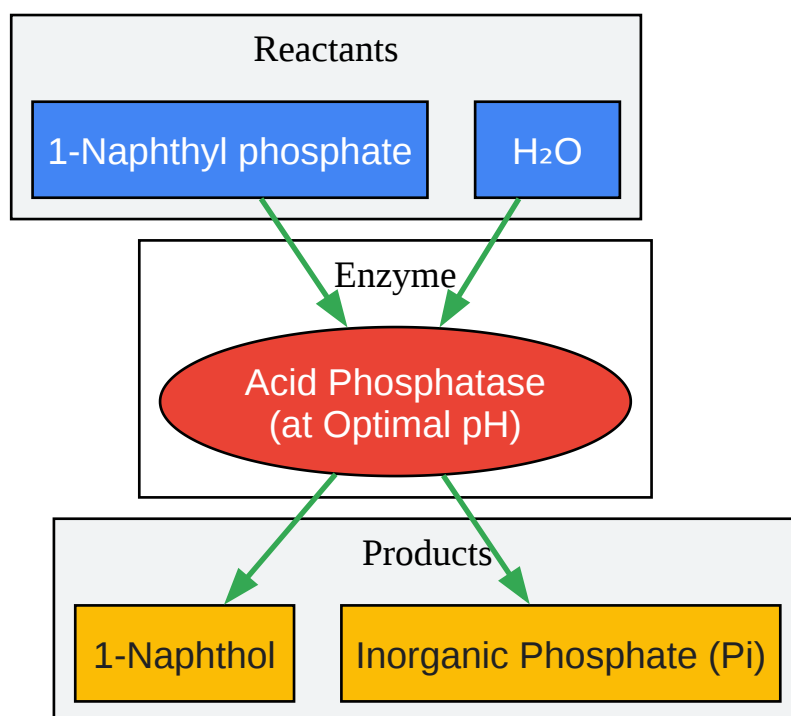 Reactants
1-Naphthyl phosphate
H₂O
Enzyme
Acid Phosphatase
(at Optimal pH)
Products
1-Naphthol
Inorganic Phosphate (Pi)